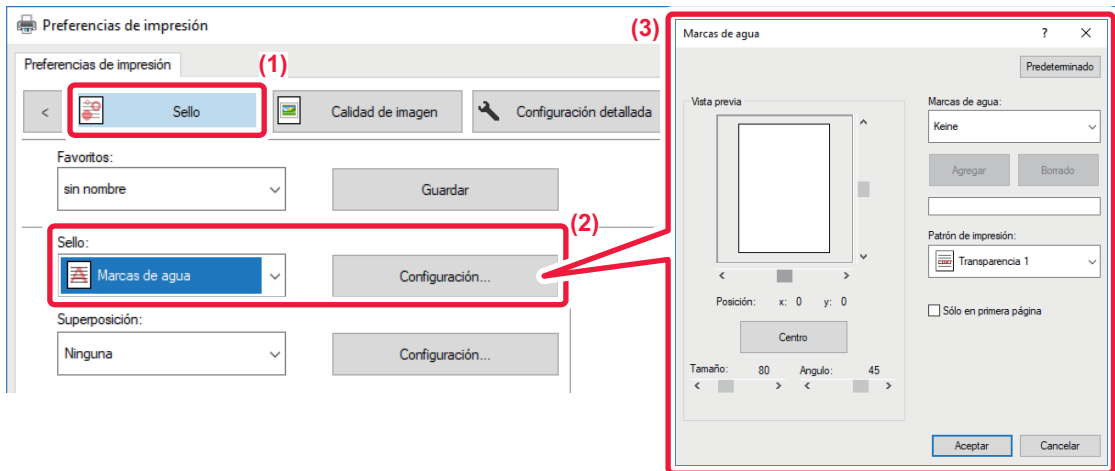 Preferencias de impresión
Preferencias de impresión
(1)
<
Sello
Calidad de imagen
Configuración detallada
Favoritos:
sin nombre
Guardar
(2)
Sello:
Marcas de agua
Configuración...
Superposición:
Ninguna
Configuración...
(3)
Marcas de agua
?
Predeterminado
Vista previa
Posición: x: 0 y: 0
Centro
Tamaño: 80 Angulo: 45
Marcas de agua:
Keine
Agregar
Borrado
Patrón de impresión:
Transparencia 1
Sólo en primera página
Aceptar
Cancelar